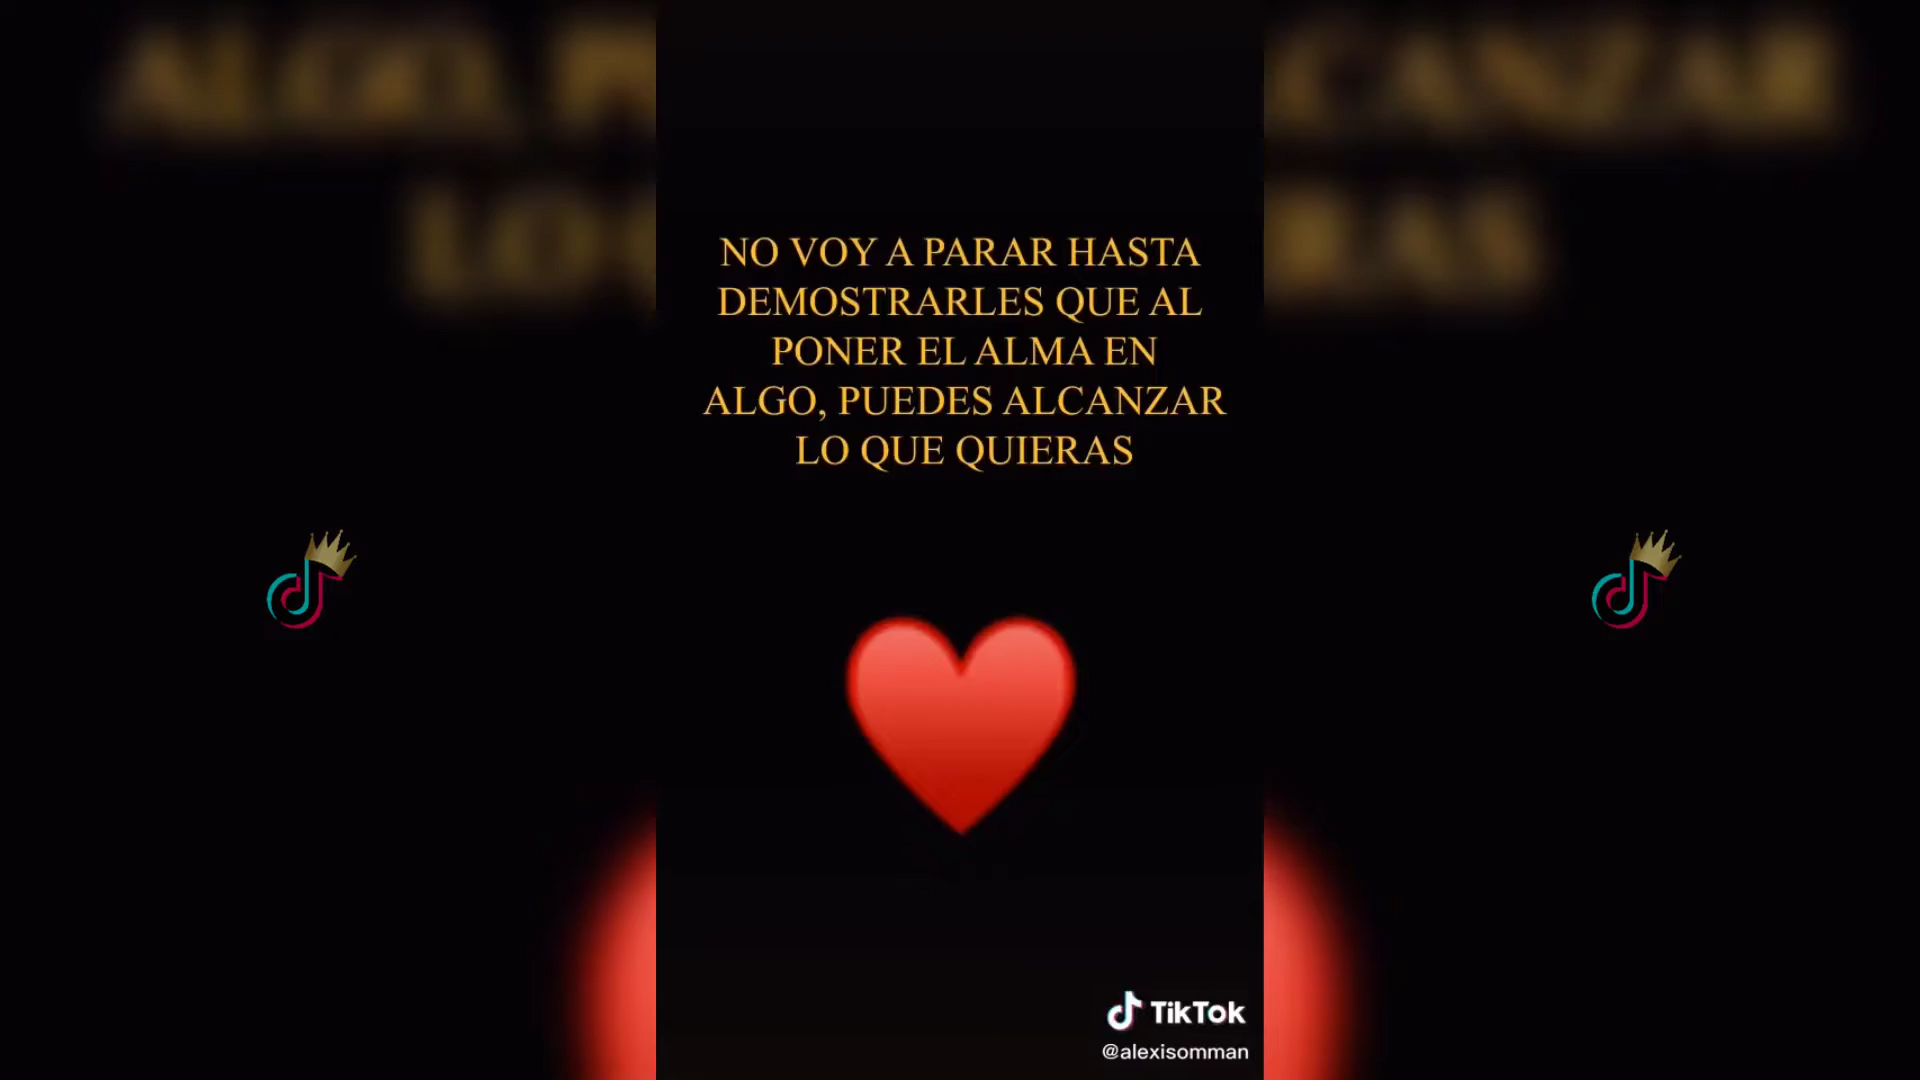 NO VOY A PARAR HASTA
DEMOSTRARLES QUE AL
PONER EL ALMA EN
ALGO, PUEDES ALCANZAR
LO QUE QUIERAS
TikTok
@alexisomman